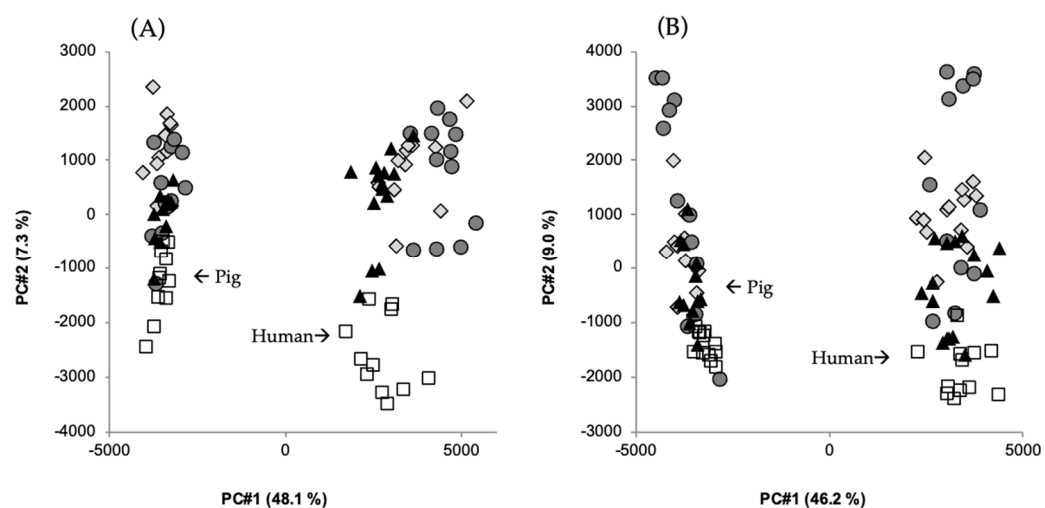 (A)
3000
2000
1000
0
-1000
-2000
-3000
-4000
-5000
0
5000
PC#2 (7.3 %)
PC#1 (48.1 %)
←Pig
Human→
(B)
4000
3000
2000
1000
0
-1000
-2000
-3000
-5000
0
5000
PC#2 (9.0 %)
PC#1 (46.2 %)
←Pig
Human→